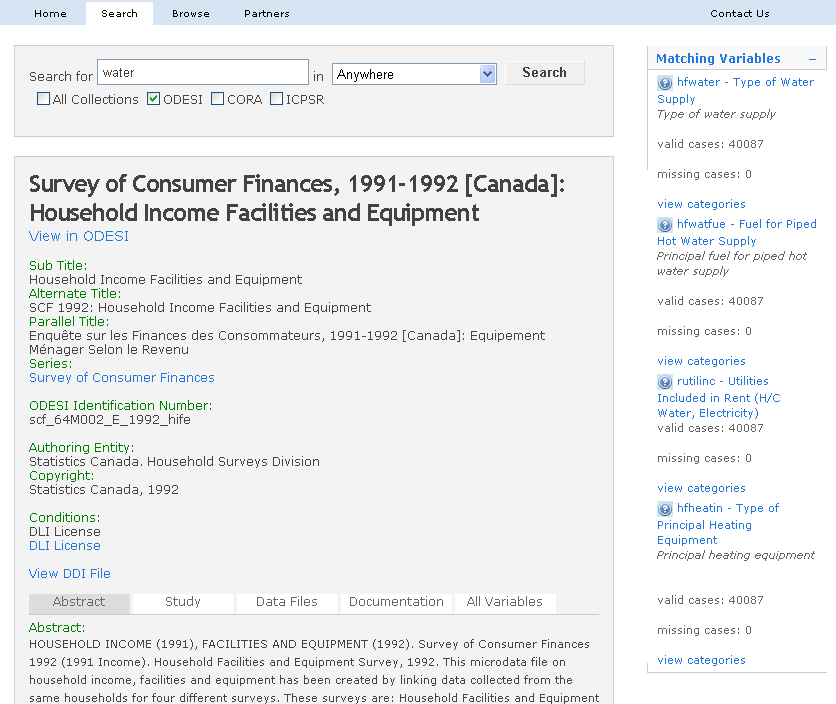 Home Search Browse Partners Contact Us
Search for water in Anywhere Search
All Collections ODESI CORA ICPSR
Survey of Consumer Finances, 1991-1992 [Canada]:
Household Income Facilities and Equipment
View in ODESI
Sub Title:
Household Income Facilities and Equipment
Alternate Title:
SCF 1992: Household Income Facilities and Equipment
Parallel Title:
Enquête sur les Finances des Consommateurs, 1991-1992 [Canada]: Equipement
Ménager Selon le Revenu
Series:
Survey of Consumer Finances
ODESI Identification Number:
scf_64M002_E_1992_hife
Authoring Entity:
Statistics Canada. Household Surveys Division
Copyright:
Statistics Canada, 1992
Conditions:
DLI License
DLI License
View DDI File
Abstract Study Data Files Documentation All Variables
Abstract:
HOUSEHOLD INCOME (1991), FACILITIES AND EQUIPMENT (1992). Survey of Consumer Finances
1992 (1991 Income). Household Facilities and Equipment Survey, 1992. This microdata file on
household income, facilities and equipment has been created by linking data collected from the
same households for four different surveys. These surveys are: Household Facilities and Equipment
Matching Variables –
hfwater - Type of Water
Supply
Type of water supply
valid cases: 40087
missing cases: 0
view categories
hfwatfue - Fuel for Piped
Hot Water Supply
Principal fuel for piped hot
water supply
valid cases: 40087
missing cases: 0
view categories
rutilinc - Utilities
Included in Rent (H/C
Water, Electricity)
valid cases: 40087
missing cases: 0
view categories
hfheatin - Type of
Principal Heating
Equipment
Principal heating equipment
valid cases: 40087
missing cases: 0
view categories